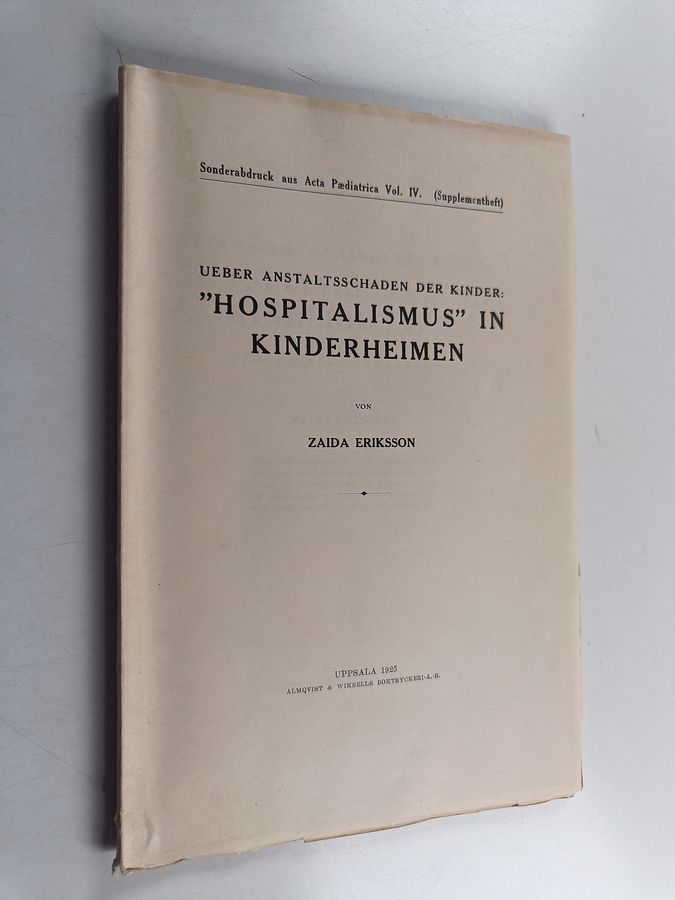 Sonderabdruck aus Acta Pædiatrica Vol. IV. (Supplementheft)
UEBER ANSTALTSSCHADEN DER KINDER:
”HOSPITALISMUS” IN
KINDERHEIMEN
VON
ZAIDA ERIKSSON
UPPSALA 1925
ALMQVIST & WIKSELLS BOKTRYCKERI-A.-B.